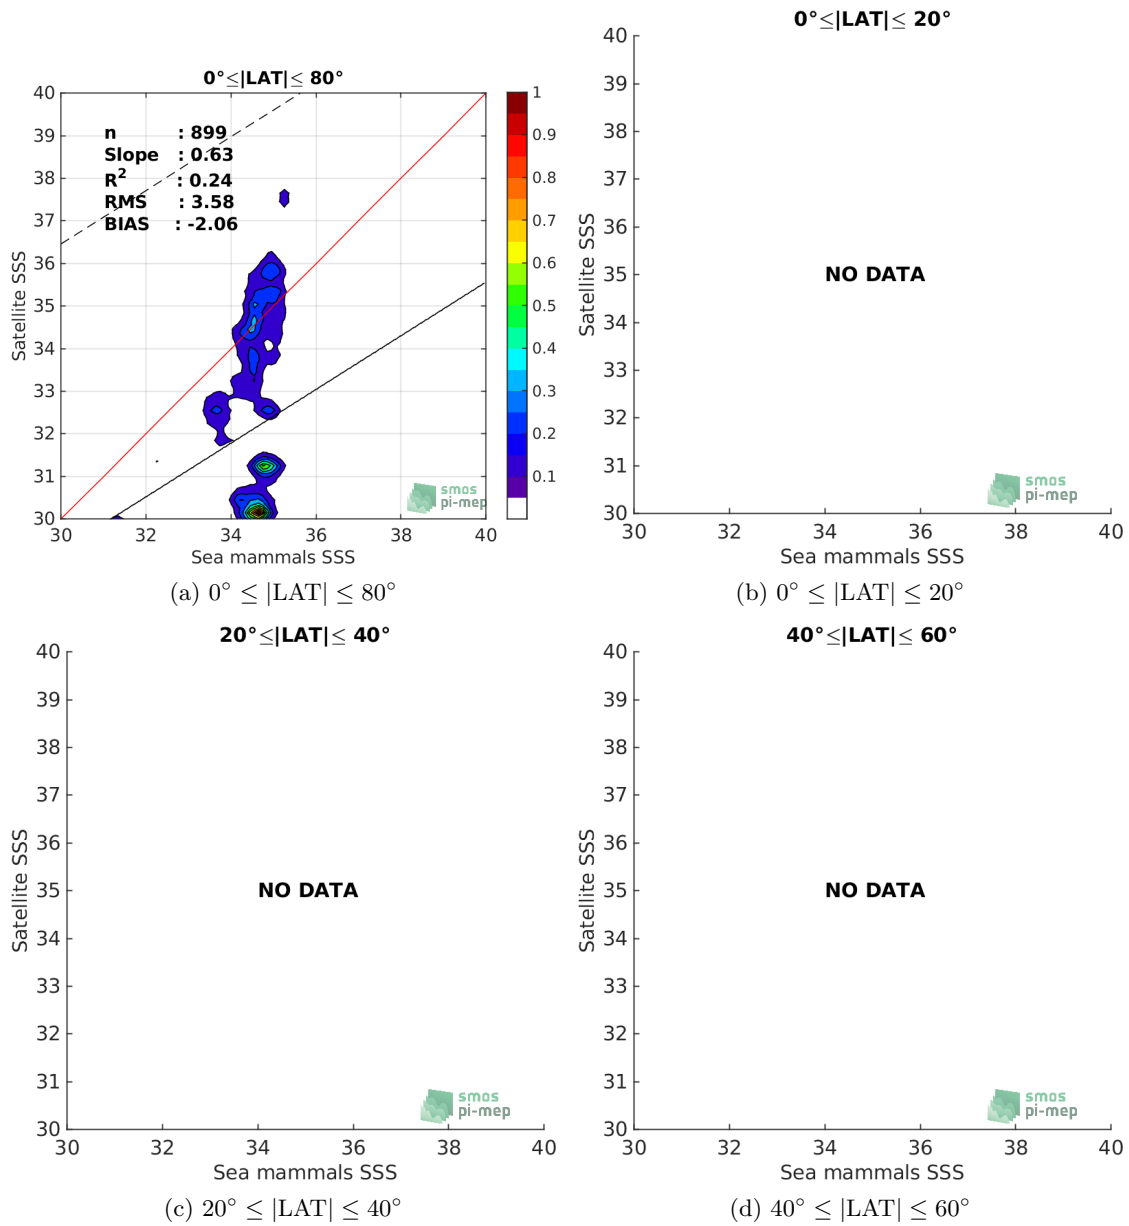 0°≤|LAT|≤ 80°
n : 899
Slope : 0.63
R² : 0.24
RMS : 3.58
BIAS : -2.06
40
39
38
37
36
35
34
33
32
31
30
Satellite SSS
30 32 34 36 38 40
Sea mammals SSS
1
0.9
0.8
0.7
0.6
0.5
0.4
0.3
0.2
0.1
smos
pi-mep
(a) 0° ≤ |LAT| ≤ 80°
0°≤|LAT|≤ 20°
40
39
38
37
36
35
34
33
32
31
30
Satellite SSS
NO DATA
30 32 34 36 38 40
Sea mammals SSS
smos
pi-mep
(b) 0° ≤ |LAT| ≤ 20°
20°≤|LAT|≤ 40°
40
39
38
37
36
35
34
33
32
31
30
Satellite SSS
NO DATA
30 32 34 36 38 40
Sea mammals SSS
smos
pi-mep
(c) 20° ≤ |LAT| ≤ 40°
40°≤|LAT|≤ 60°
40
39
38
37
36
35
34
33
32
31
30
Satellite SSS
NO DATA
30 32 34 36 38 40
Sea mammals SSS
smos
pi-mep
(d) 40° ≤ |LAT| ≤ 60°